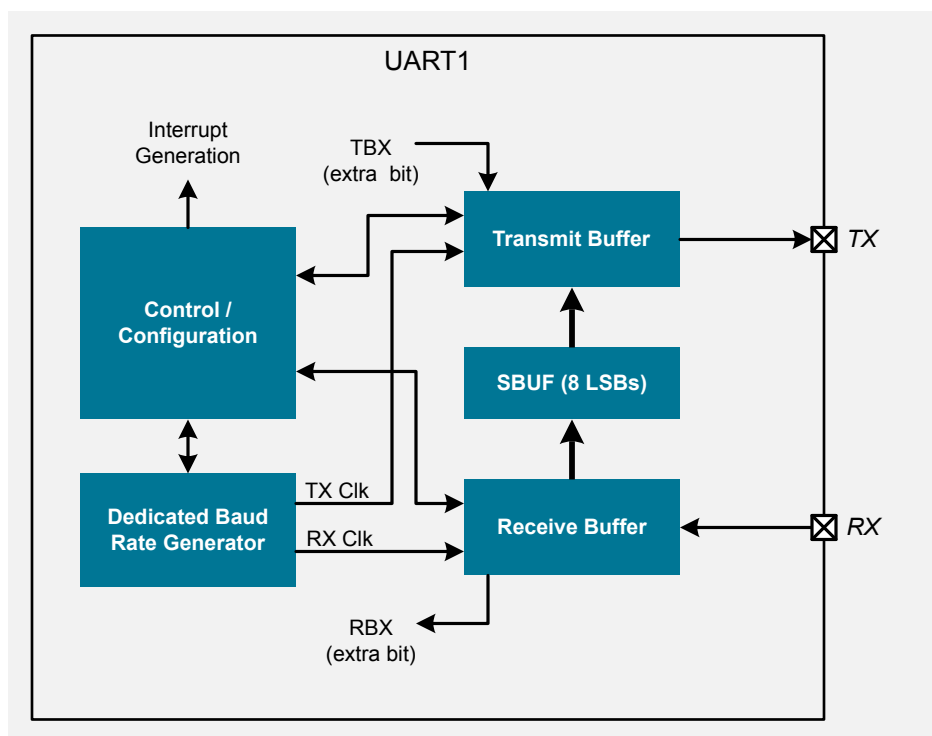 UART1
Interrupt
Generation
TBX
(extra bit)
Transmit Buffer
TX
Control /
Configuration
SBUF (8 LSBs)
TX Clk
Dedicated Baud
Rate Generator
RX Clk
Receive Buffer
RX
RBX
(extra bit)